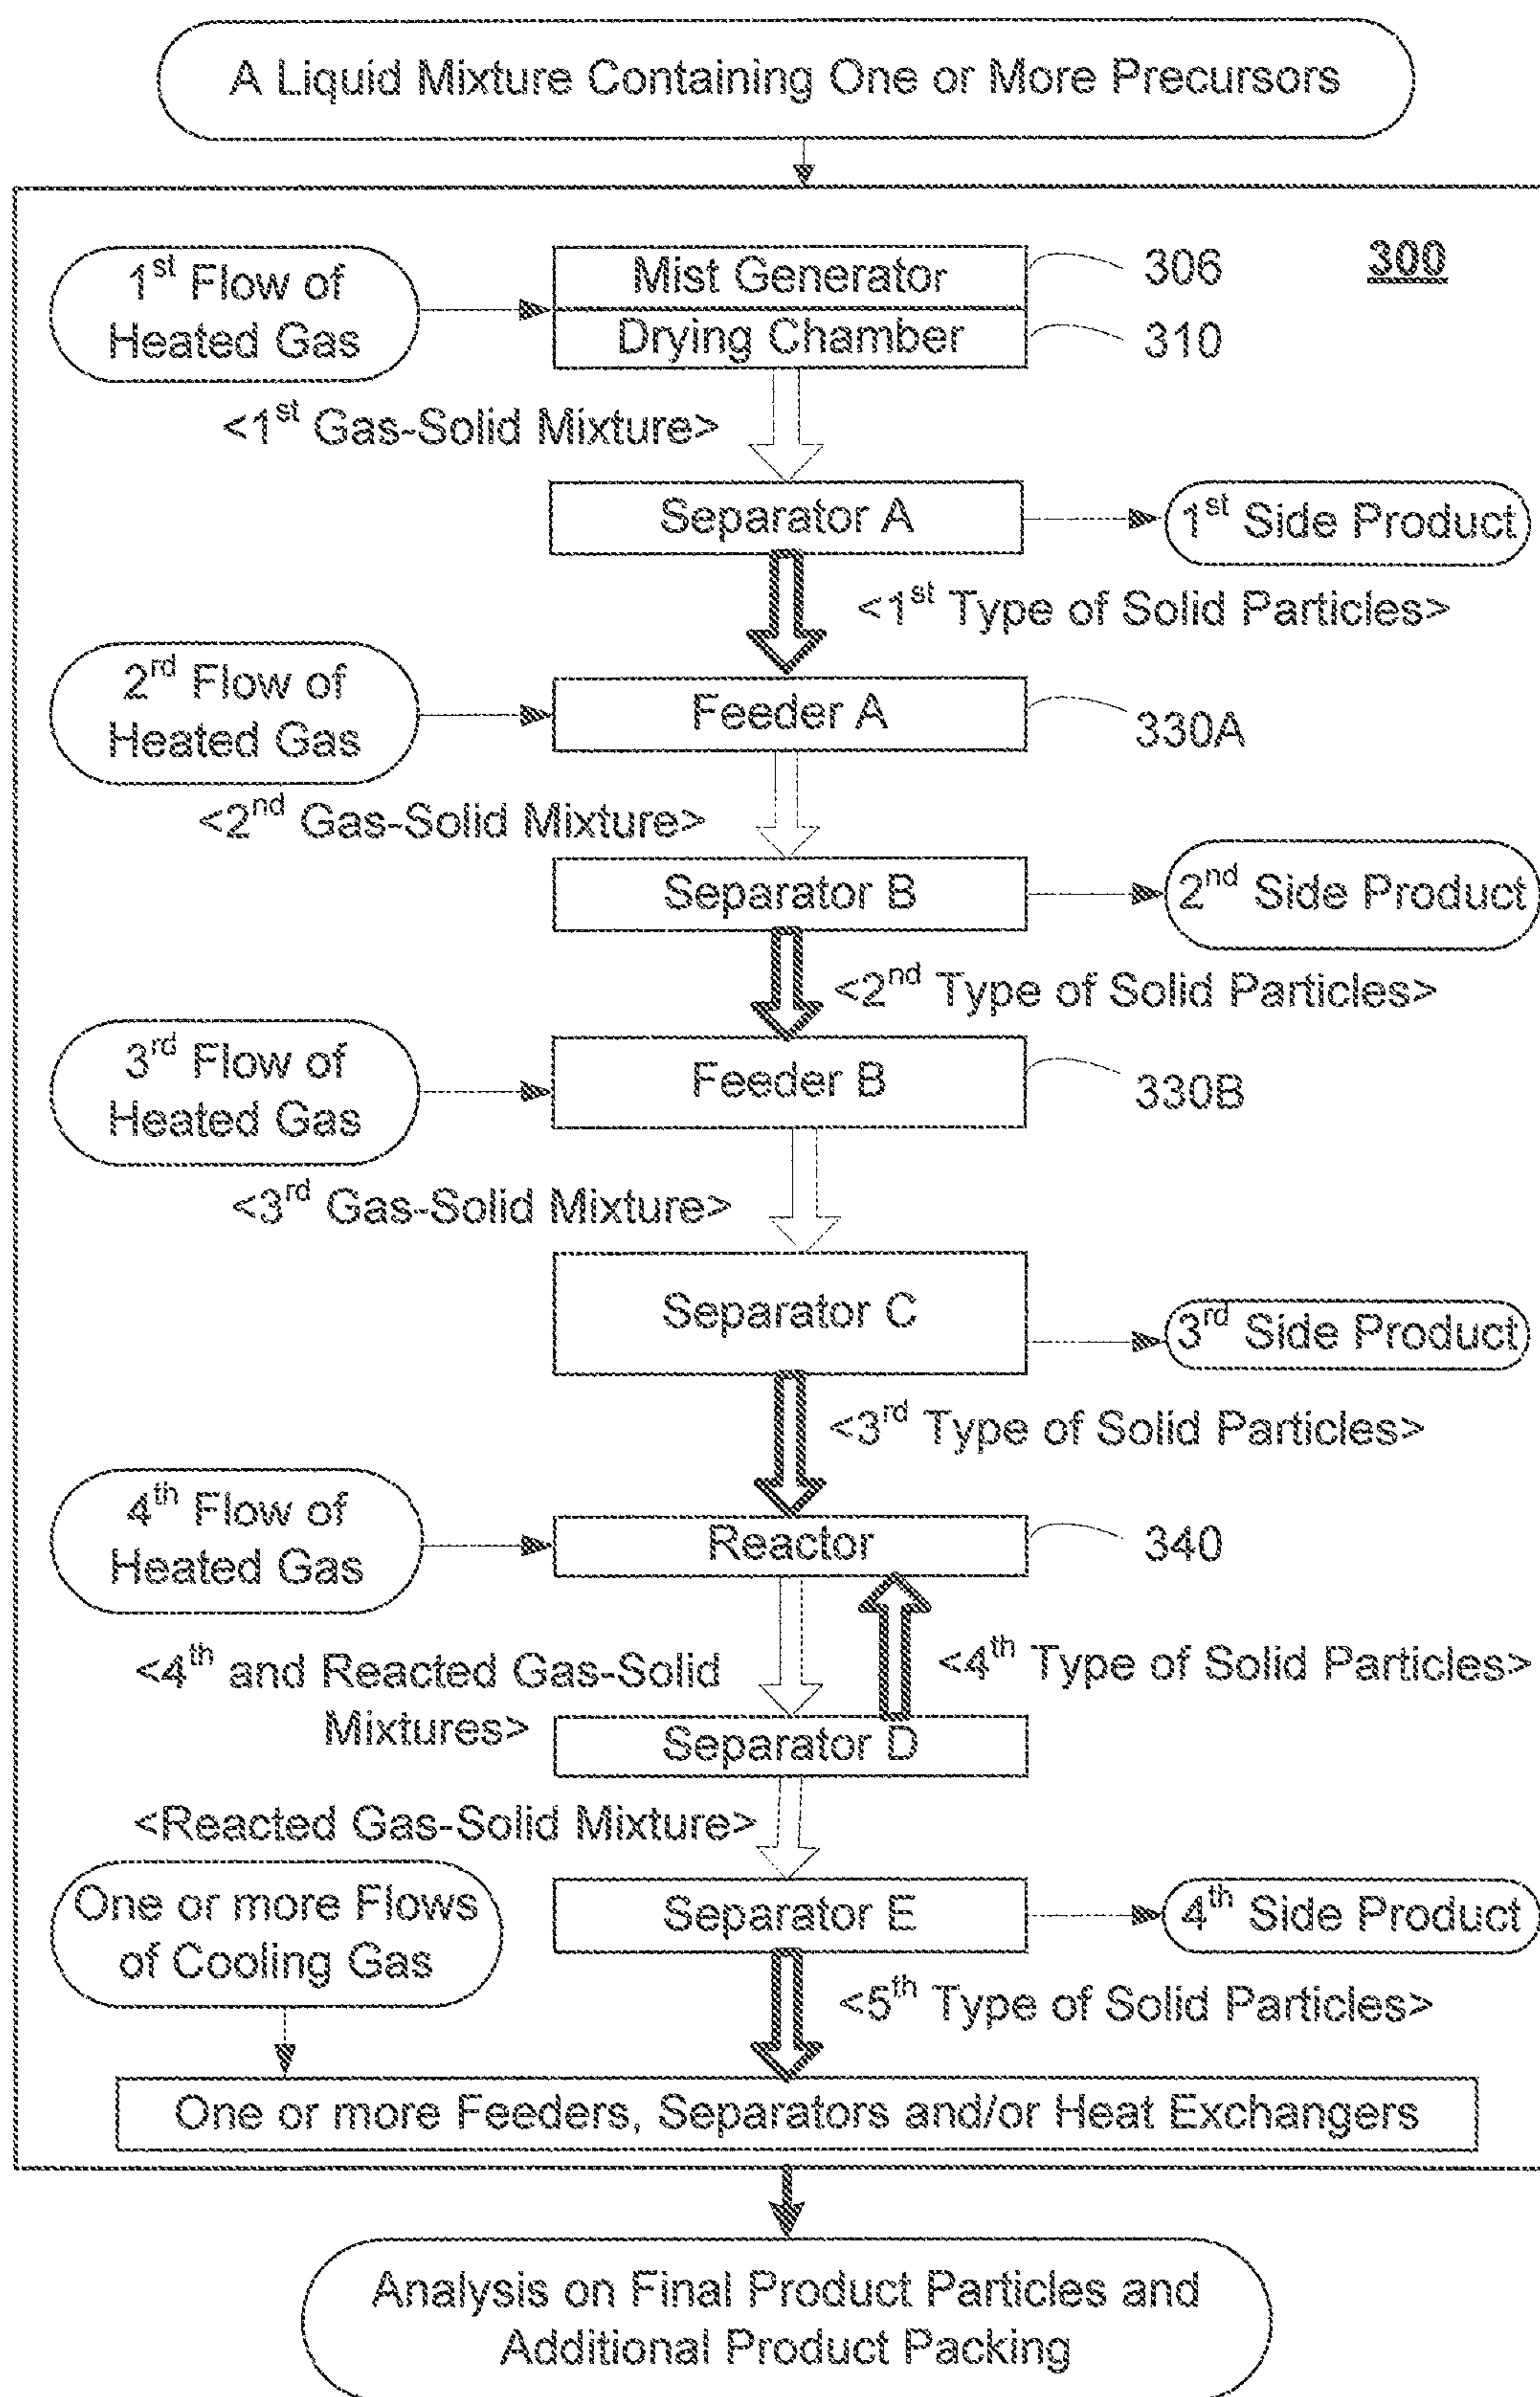 A Liquid Mixture Containing One or More Precursors
300
1st Flow of
Heated Gas
Mist Generator
306
Drying Chamber
310
<1st Gas-Solid Mixture>
Separator A
1st Side Product
<1st Type of Solid Particles>
2rd Flow of
Heated Gas
Feeder A
330A
<2nd Gas-Solid Mixture>
Separator B
2nd Side Product
<2nd Type of Solid Particles>
3rd Flow of
Heated Gas
Feeder B
330B
<3rd Gas-Solid Mixture>
Separator C
3rd Side Product
<3rd Type of Solid Particles>
4th Flow of
Heated Gas
Reactor
340
<4th and Reacted Gas-Solid
Mixtures>
<4th Type of Solid Particles>
Separator D
<Reacted Gas-Solid Mixture>
One or more Flows
of Cooling Gas
Separator E
4th Side Product
<5th Type of Solid Particles>
One or more Feeders, Separators and/or Heat Exchangers
Analysis on Final Product Particles and
Additional Product Packing